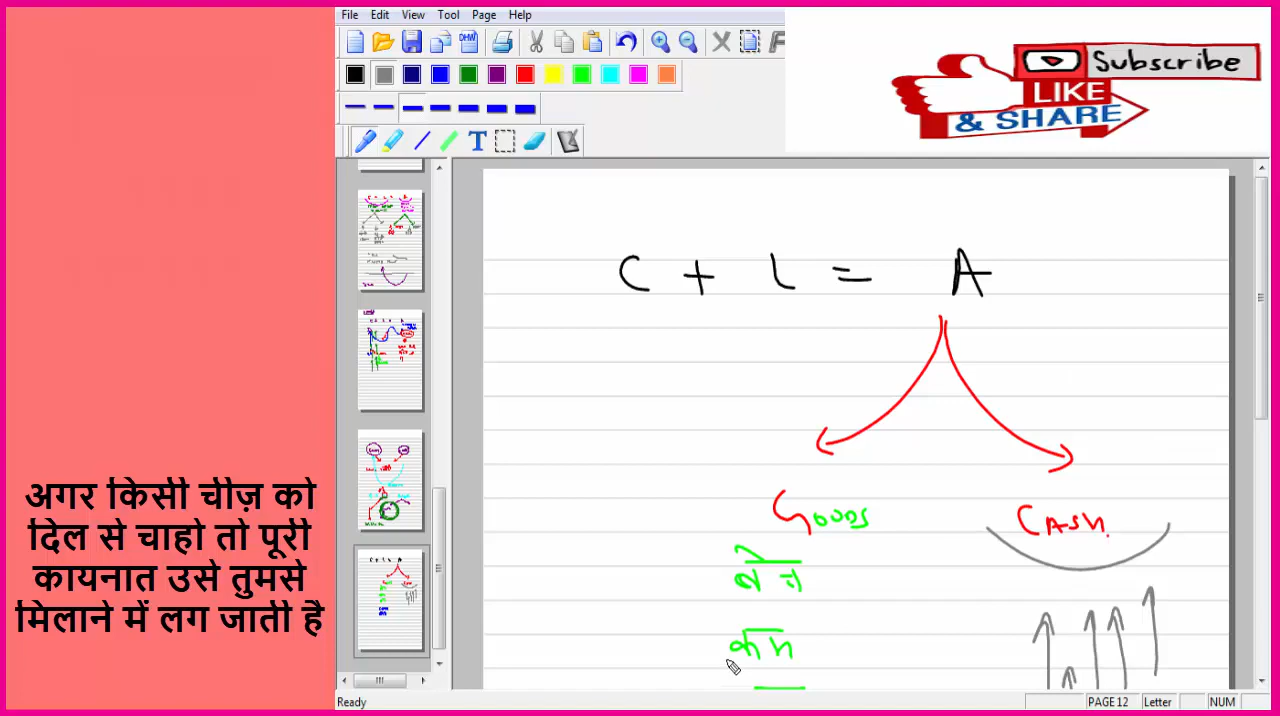 File Edit View Tool Page Help
Subscribe
LIKE
& SHARE
C + L = A
GOODS CASH
कम
अगर किसी चीज़ को
दिल से चाहो तो पूरी
कायनात उसे तुमसे
मिलाने में लग जाती है
Ready PAGE 12 Letter NUM